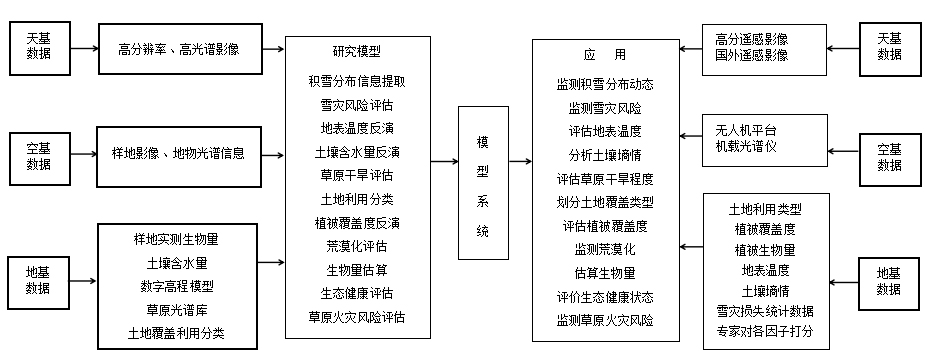 天基
数据
高分辨率、高光谱影像
空基
数据
样地影像、地物光谱信息
地基
数据
样地实测生物量
土壤含水量
数字高程模型
草原光谱库
土地覆盖利用分类
研究模型
积雪分布信息提取
雪灾风险评估
地表温度反演
土壤含水量反演
草原干旱评估
土地利用分类
植被覆盖度反演
荒漠化评估
生物量估算
生态健康评估
草原火灾风险评估
模
型
系
统
应 用
监测积雪分布动态
监测雪灾风险
评估地表温度
分析土壤墒情
评估草原干旱程度
划分土地覆盖类型
评估植被覆盖度
监测荒漠化
估算生物量
评价生态健康状态
监测草原火灾风险
高分遥感影像
国外遥感影像
天基
数据
无人机平台
机载光谱仪
空基
数据
土地利用类型
植被覆盖度
植被生物量
地表温度
土壤墒情
雪灾损失统计数据
专家对各因子打分
地基
数据